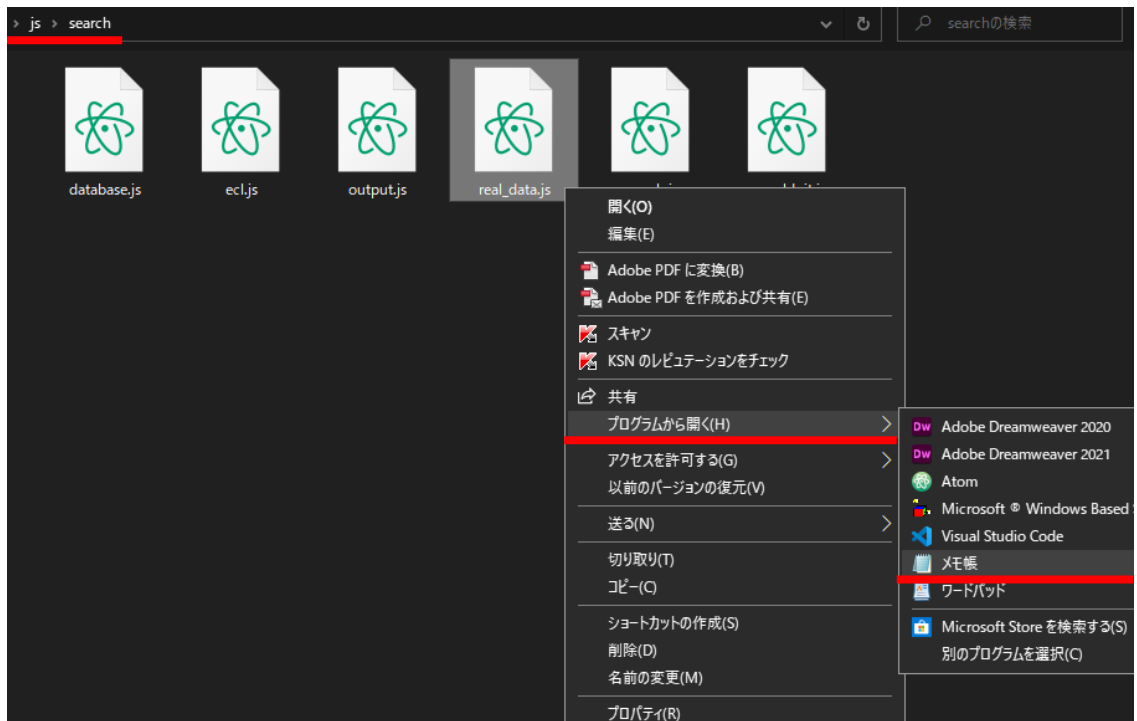 › js › search
searchの検索
database.js
ecl.js
output.js
real_data.js
開く(O)
編集(E)
Adobe PDF に変換(B)
Adobe PDF を作成および共有(E)
スキャン
KSN のレピュテーションをチェック
共有
プログラムから開く(H)
アクセスを許可する(G)
以前のバージョンの復元(V)
送る(N)
切り取り(T)
コピー(C)
ショートカットの作成(S)
削除(D)
名前の変更(M)
プロパティ(R)
Dw Adobe Dreamweaver 2020
Dw Adobe Dreamweaver 2021
Atom
Microsoft ® Windows Based
Visual Studio Code
メモ帳
ワードパッド
Microsoft Store を検索する(S)
別のプログラムを選択(C)